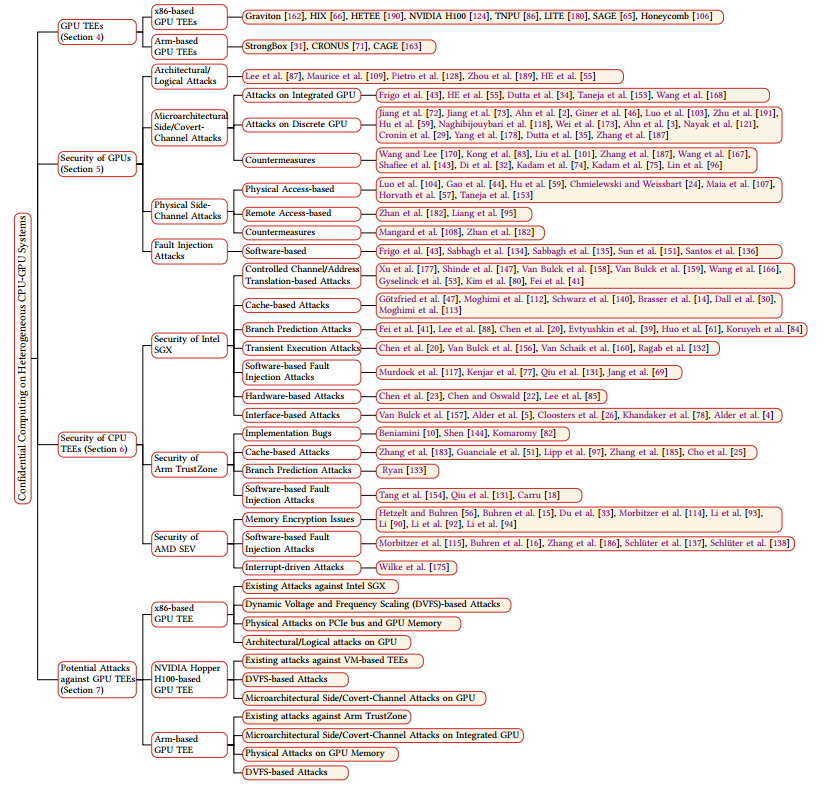 Confidential Computing on Heterogeneous CPU-GPU Systems
GPU TEEs
(Section 4)
x86-based
GPU TEEs
Graviton [162], HIX [66], HETEE [190], NVIDIA H100 [124], TNPU [86], LITE [180], SAGE [65], Honeycomb [106]
Arm-based
GPU TEEs
StrongBox [31], CRONUS [71], CAGE [163]
Security of GPUs
(Section 5)
Architectural/
Logical Attacks
Lee et al. [87], Maurice et al. [109], Pietro et al. [128], Zhou et al. [189], HE et al. [55]
Microarchitectural
Side/Covert-
Channel Attacks
Attacks on Integrated GPU
Frigo et al. [43], HE et al. [55], Dutta et al. [34], Taneja et al. [153], Wang et al. [168]
Attacks on Discrete GPU
Jiang et al. [72], Jiang et al. [73], Ahn et al. [2], Giner et al. [46], Luo et al. [103], Zhu et al. [191],
Hu et al. [59], Naghibijouybari et al. [118], Wei et al. [173], Ahn et al. [3], Nayak et al. [121],
Cronin et al. [29], Yang et al. [178], Dutta et al. [35], Zhang et al. [187]
Countermeasures
Wang and Lee [170], Kong et al. [83], Liu et al. [101], Zhang et al. [187], Wang et al. [167],
Shafiee et al. [143], Di et al. [32], Kadam et al. [74], Kadam et al. [75], Lin et al. [96]
Physical Side-
Channel Attacks
Physical Access-based
Luo et al. [104], Gao et al. [44], Hu et al. [59], Chmielewski and Weissbart [24], Maia et al. [107],
Horvath et al. [57], Taneja et al. [153]
Remote Access-based
Zhan et al. [182], Liang et al. [95]
Countermeasures
Mangard et al. [108], Zhan et al. [182]
Fault Injection
Attacks
Software-based
Frigo et al. [43], Sabbagh et al. [134], Sabbagh et al. [135], Sun et al. [151], Santos et al. [136]
Security of CPU
TEEs (Section 6)
Security of Intel
SGX
Controlled Channel/Address
Translation-based Attacks
Xu et al. [177], Shinde et al. [147], Van Bulck et al. [158], Van Bulck et al. [159], Wang et al. [166],
Gyselinck et al. [53], Kim et al. [80], Fei et al. [41]
Cache-based Attacks
Götzfried et al. [47], Moghimi et al. [112], Schwarz et al. [140], Brasser et al. [14], Dall et al. [30],
Moghimi et al. [113]
Branch Prediction Attacks
Fei et al. [41], Lee et al. [88], Chen et al. [20], Evtyushkin et al. [39], Huo et al. [61], Koruyeh et al. [84]
Transient Execution Attacks
Chen et al. [20], Van Bulck et al. [156], Van Schaik et al. [160], Ragab et al. [132]
Software-based Fault
Injection Attacks
Murdock et al. [117], Kenjar et al. [77], Qiu et al. [131], Jang et al. [69]
Hardware-based Attacks
Chen et al. [23], Chen and Oswald [22], Lee et al. [85]
Interface-based Attacks
Van Bulck et al. [157], Alder et al. [5], Cloosters et al. [26], Khandaker et al. [78], Alder et al. [4]
Security of
Arm TrustZone
Implementation Bugs
Beniamini [10], Shen [144], Komaromy [82]
Cache-based Attacks
Zhang et al. [183], Guanciale et al. [51], Lipp et al. [97], Zhang et al. [185], Cho et al. [25]
Branch Prediction Attacks
Ryan [133]
Software-based Fault
Injection Attacks
Tang et al. [154], Qiu et al. [131], Carru [18]
Security of
AMD SEV
Memory Encryption Issues
Hetzelt and Buhren [56], Buhren et al. [15], Du et al. [33], Morbitzer et al. [114], Li et al. [93],
Li [90], Li et al. [92], Li et al. [94]
Software-based Fault
Injection Attacks
Morbitzer et al. [115], Buhren et al. [16], Zhang et al. [186], Schlüter et al. [137], Schlüter et al. [138]
Interrupt-driven Attacks
Wilke et al. [175]
Potential Attacks
against GPU TEEs
(Section 7)
x86-based
GPU TEE
Existing Attacks against Intel SGX
Dynamic Voltage and Frequency Scaling (DVFS)-based Attacks
Physical Attacks on PCIe bus and GPU Memory
Architectural/Logical attacks on GPU
NVIDIA Hopper
H100-based
GPU TEE
Existing attacks against VM-based TEEs
DVFS-based Attacks
Microarchitectural Side/Covert-Channel Attacks on GPU
Arm-based
GPU TEE
Existing attacks against Arm TrustZone
Microarchitectural Side/Covert-Channel Attacks on Integrated GPU
Physical Attacks on GPU Memory
DVFS-based Attacks